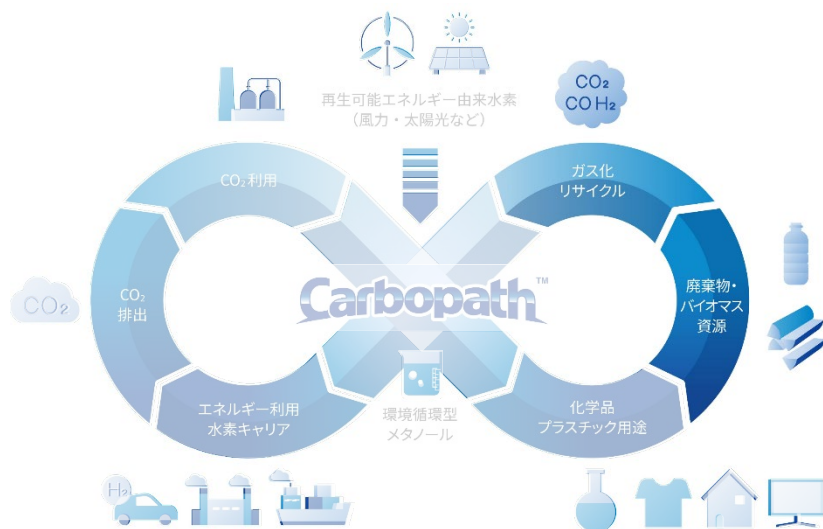 再生可能エネルギー由来水素
（風力・太陽光など）
CO₂
CO H₂
CO₂利用
ガス化
リサイクル
CO₂
CO₂
排出
Carbopath™
廃棄物・
バイオマス
資源
エネルギー利用
水素キャリア
環境循環型
メタノール
化学品
プラスチック用途
H₂